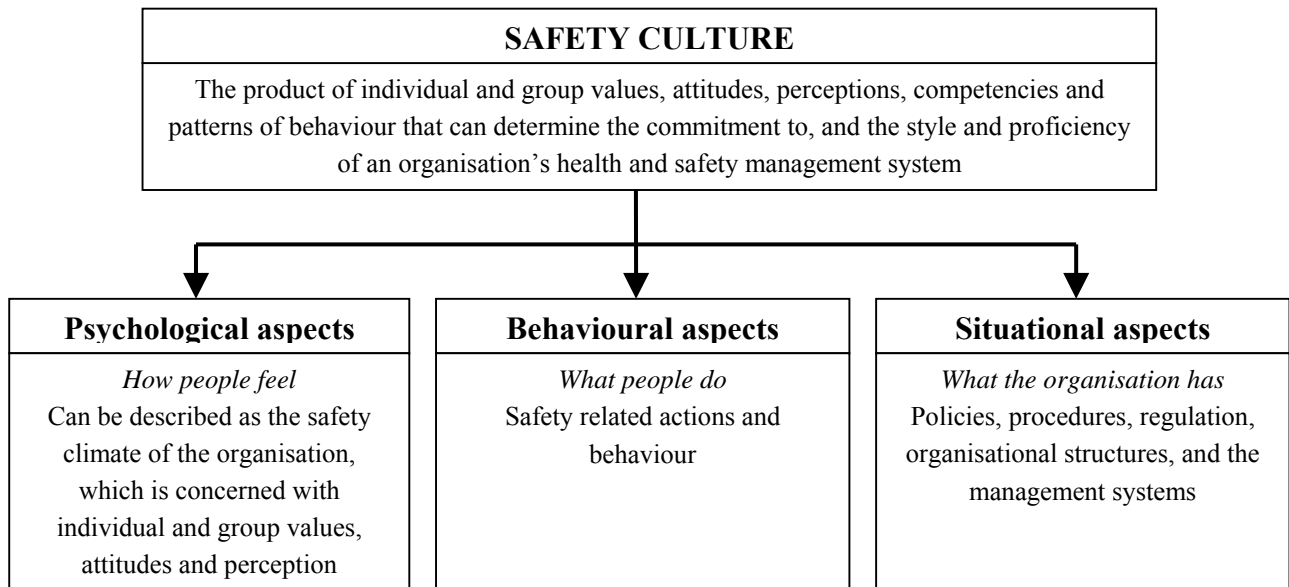 SAFETY CULTURE
The product of individual and group values, attitudes, perceptions, competencies and
patterns of behaviour that can determine the commitment to, and the style and proficiency
of an organisation’s health and safety management system
Psychological aspects
How people feel
Can be described as the safety
climate of the organisation,
which is concerned with
individual and group values,
attitudes and perception
Behavioural aspects
What people do
Safety related actions and
behaviour
Situational aspects
What the organisation has
Policies, procedures, regulation,
organisational structures, and the
management systems